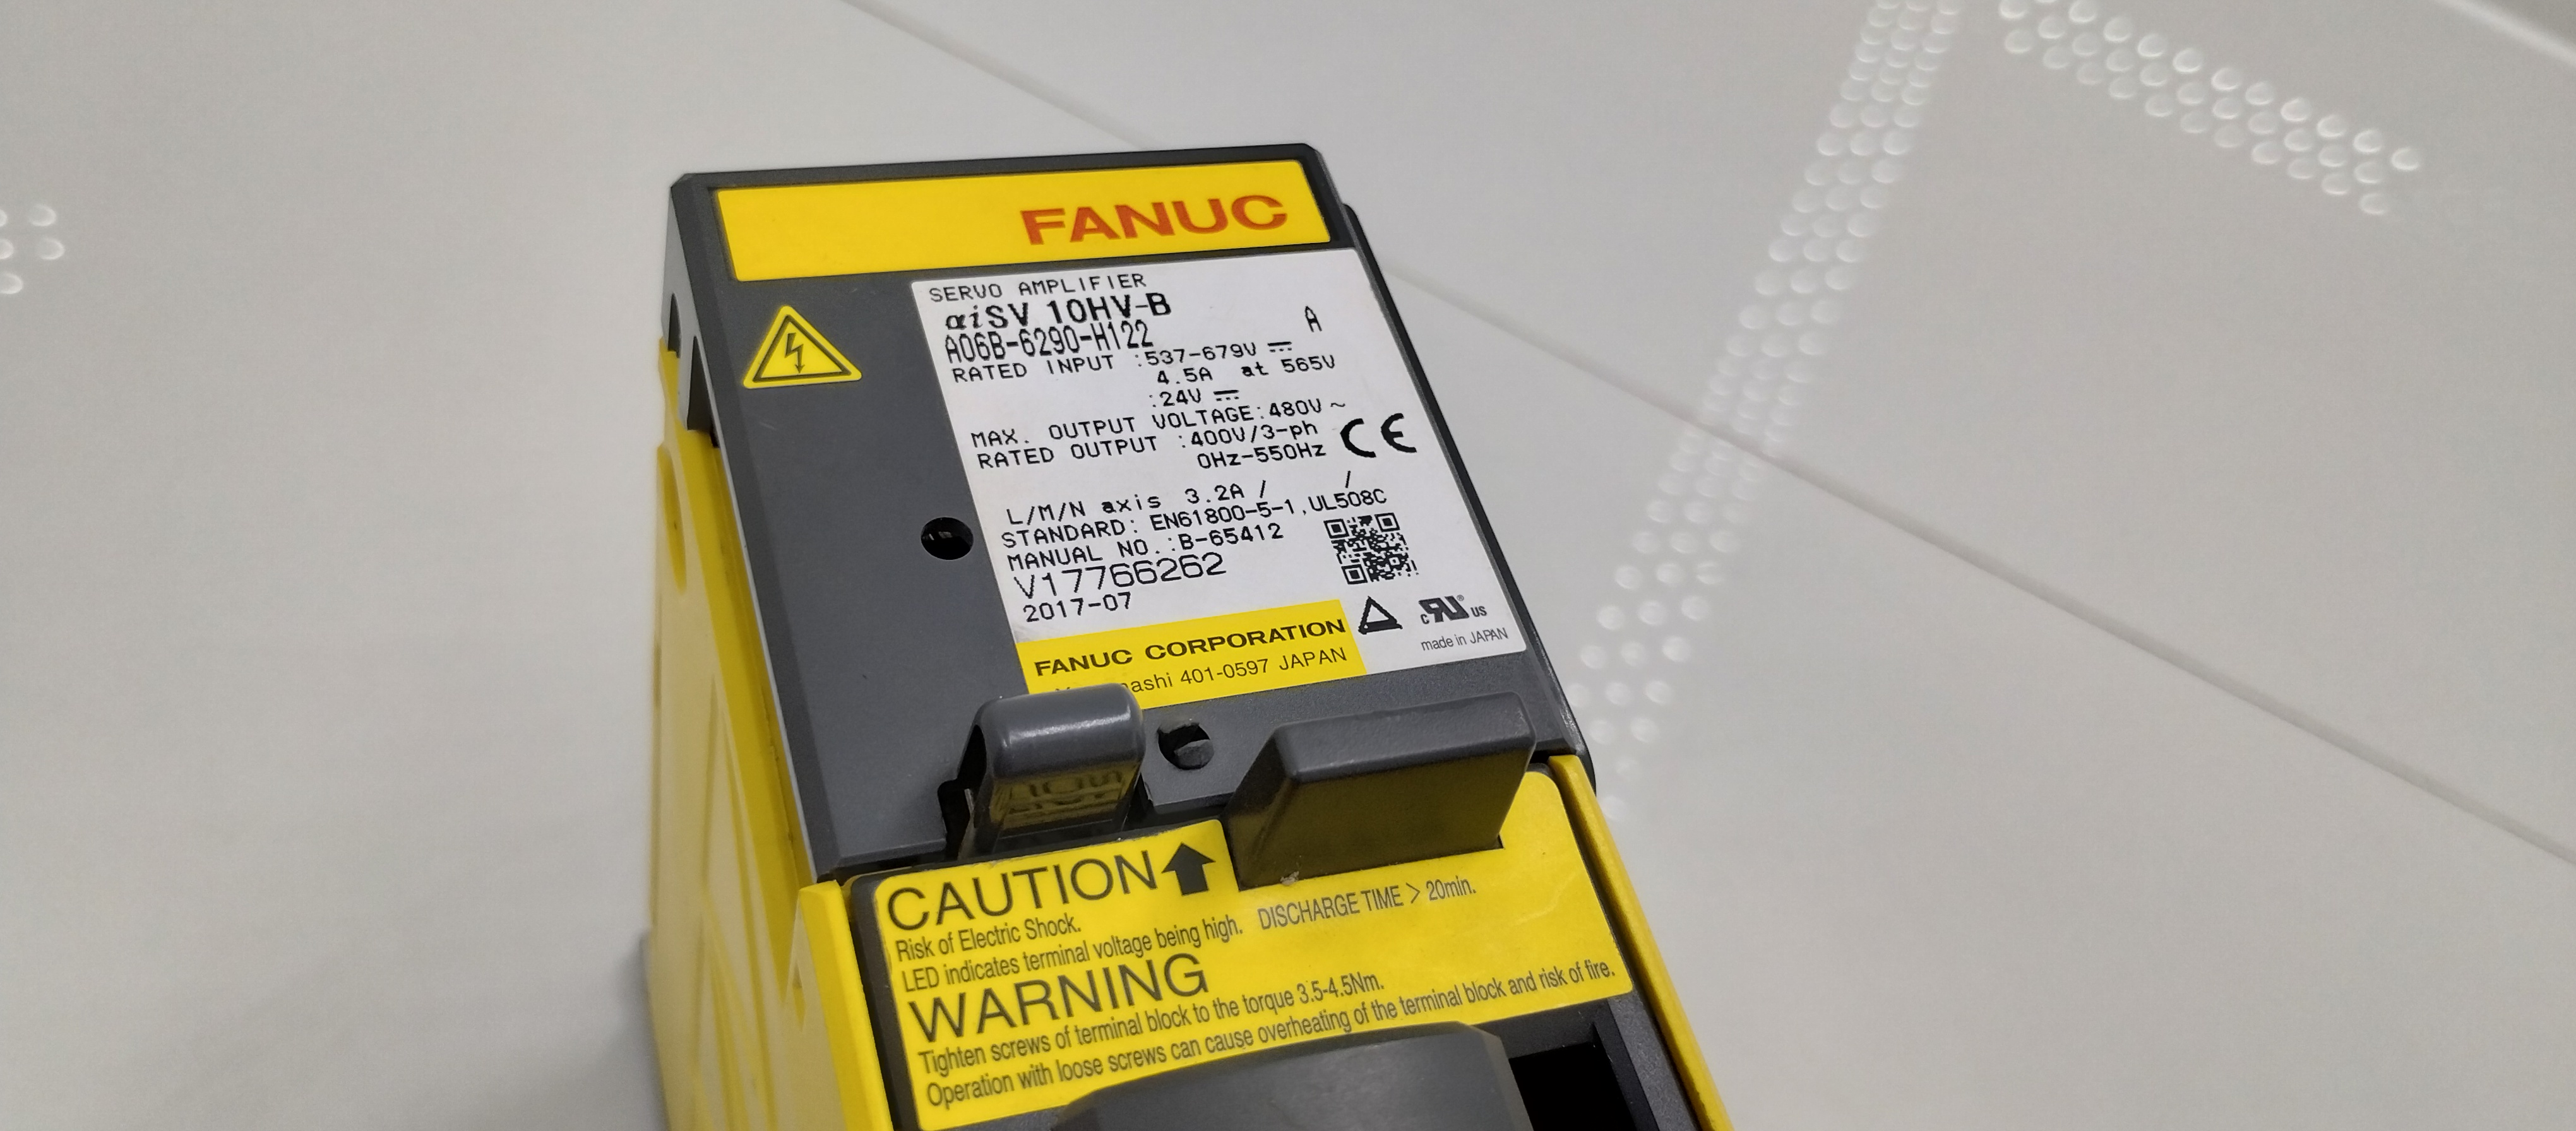 FANUC
SERVO AMPLIFIER
αiSV 10HV-B
A
A06B-6290-H122
RATED INPUT :537-679V ⎓
4.5A at 565V
:24V ⎓
MAX. OUTPUT VOLTAGE:480V ~
RATED OUTPUT :400V/3-ph
0Hz-550Hz
CE
L/M/N axis 3.2A / /
STANDARD: EN61800-5-1,UL508C
MANUAL NO.:B-65412
V17766262
2017-07
c RU ® US
made in JAPAN
FANUC CORPORATION
401-0597 JAPAN
CAUTION
Risk of Electric Shock.
LED indicates terminal voltage being high. DISCHARGE TIME > 20min.
WARNING
Tighten screws of terminal block to the torque 3.5-4.5Nm.
Operation with loose screws can cause overheating of the terminal block and risk of fire.